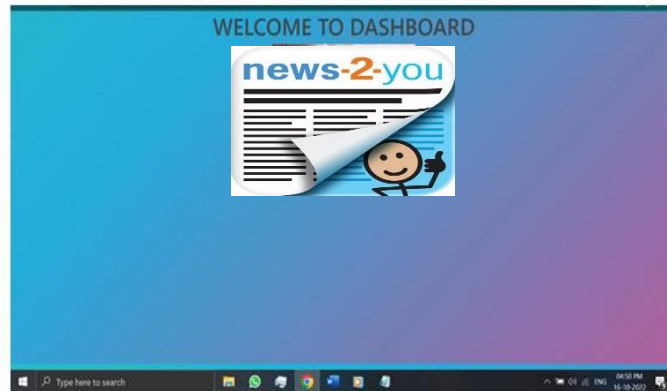 WELCOME TO DASHBOARD
news-2-you
Type here to search
ENG
04:50 PM
16-10-2022